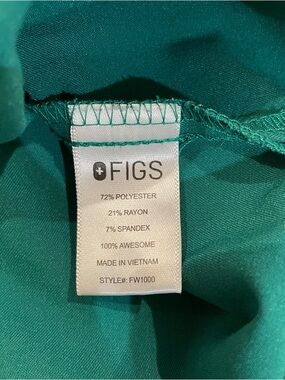 FIGS
72% POLYESTER
21% RAYON
7% SPANDEX
100% AWESOME
MADE IN VIETNAM
STYLE#: FW1000